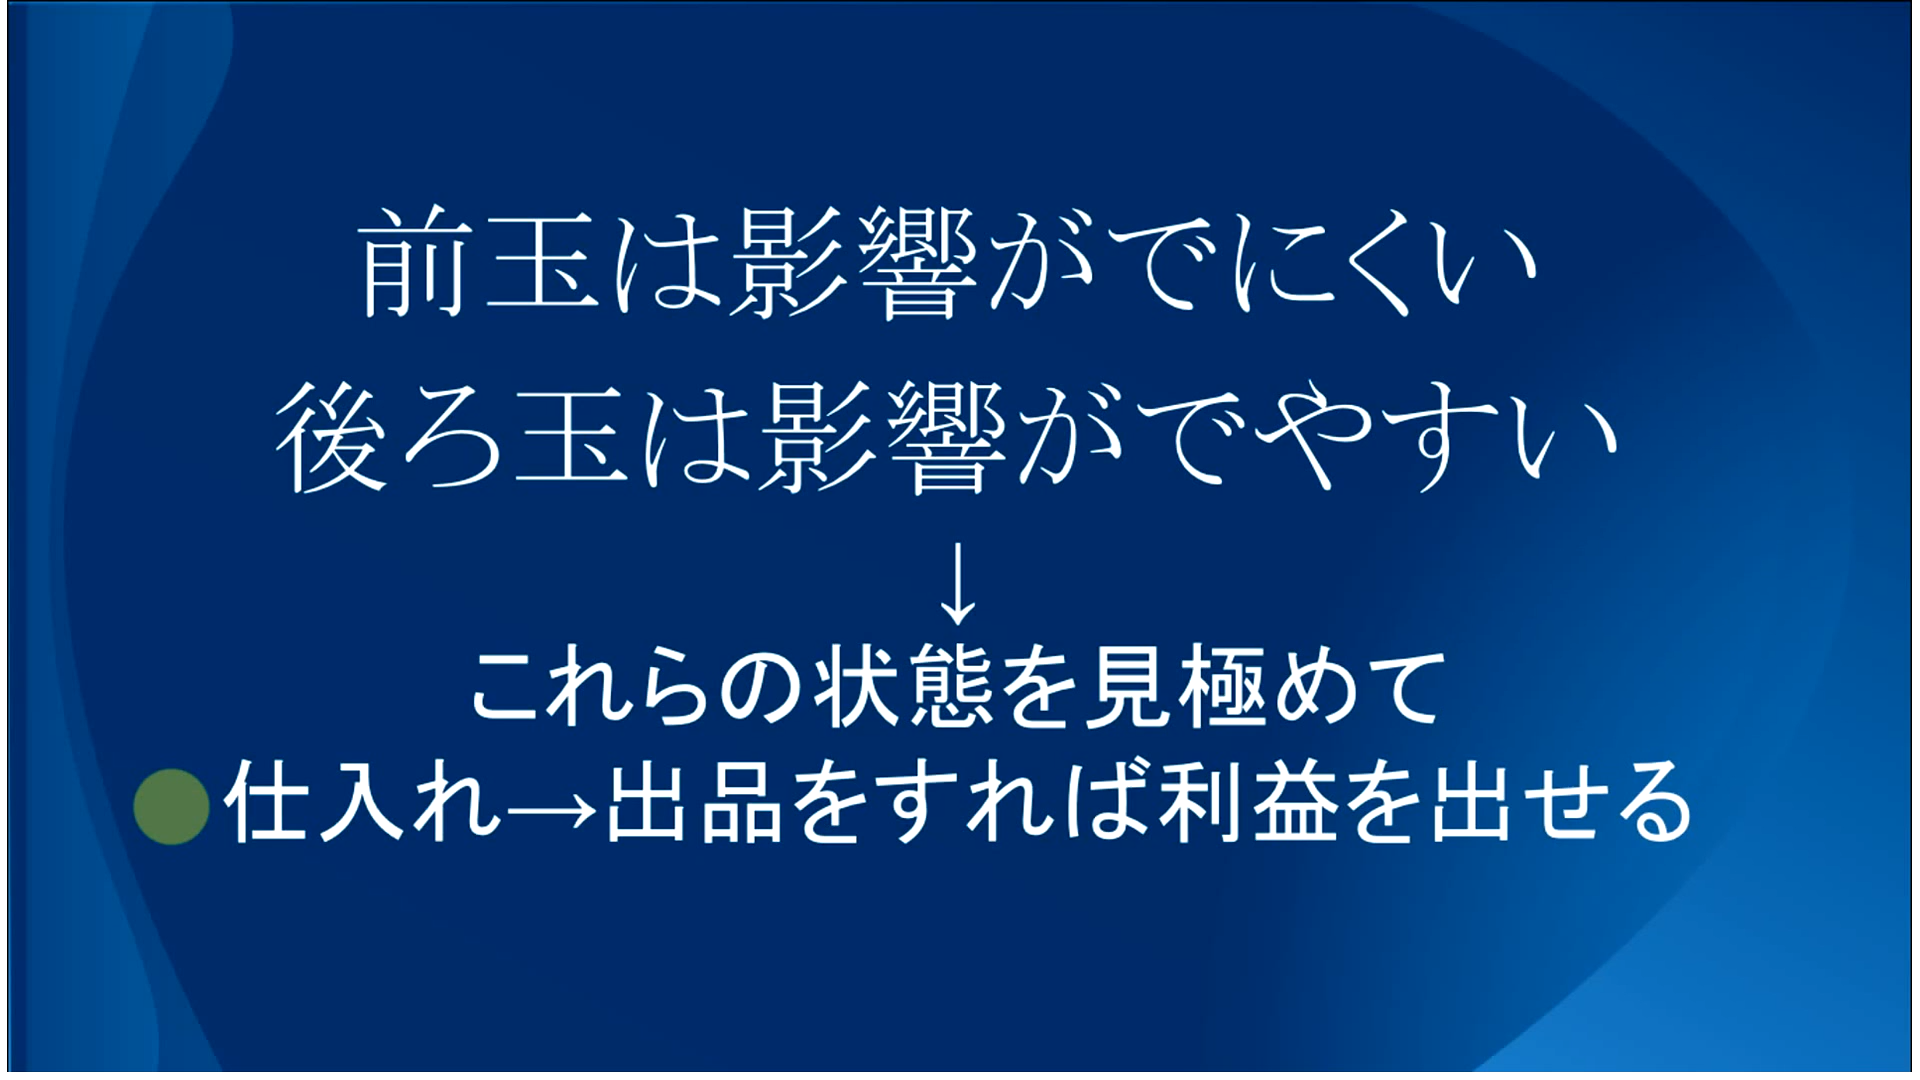 前玉は影響がでにくい
後ろ玉は影響がでやすい
↓
これらの状態を見極めて
仕入れ→出品をすれば利益を出せる